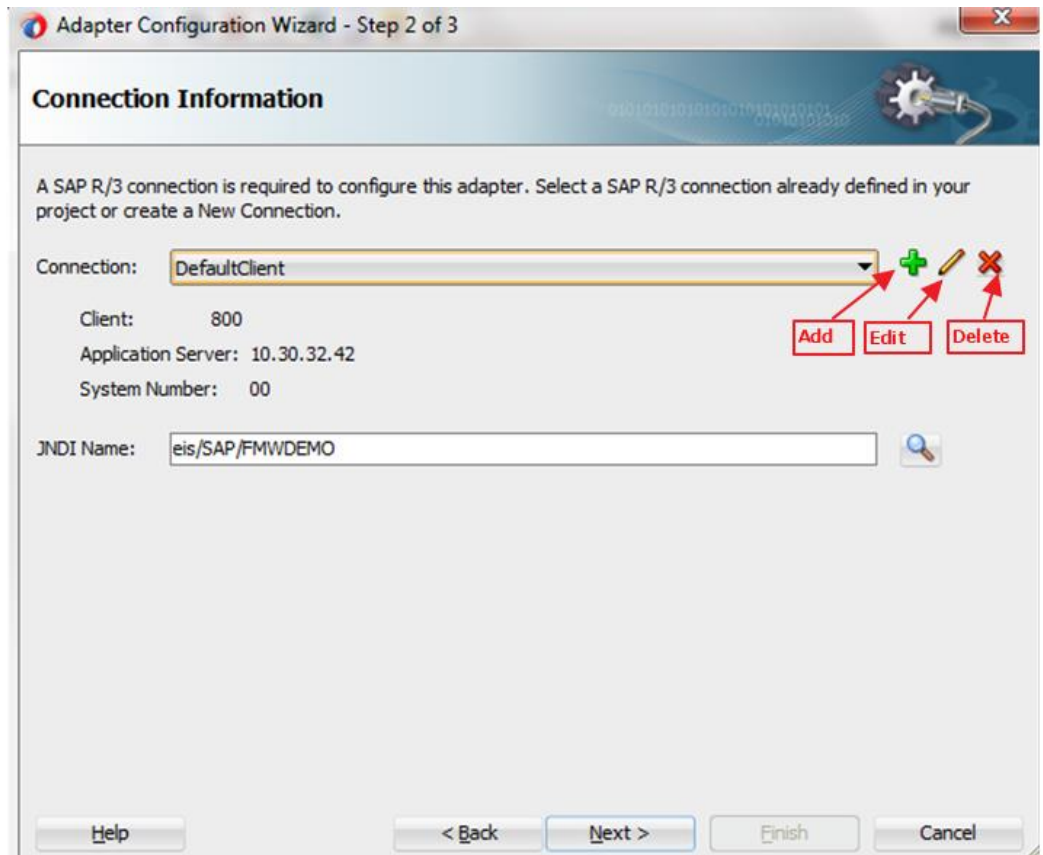 Adapter Configuration Wizard - Step 2 of 3
Connection Information
0101010101010101010101010101
01010101010
A SAP R/3 connection is required to configure this adapter. Select a SAP R/3 connection already defined in your
project or create a New Connection.
Connection: DefaultClient
Add Edit Delete
Client: 800
Application Server: 10.30.32.42
System Number: 00
JNDI Name: eis/SAP/FMWDEMO
Help < Back Next > Finish Cancel